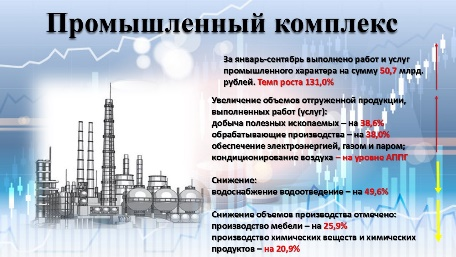 Промышленный комплекс
За январь-сентябрь выполнено работ и услуг
промышленного характера на сумму 50,7 млрд.
рублей. Темп роста 131,0%
Увеличение объемов отгруженной продукции,
выполненных работ (услуг):
добыча полезных ископаемых – на 38,6%
обрабатывающие производства – на 38,0%
обеспечение электроэнергией, газом и паром;
кондиционирование воздуха – на уровне АППГ
Снижение:
водоснабжение водоотведение – на 49,6%
Снижение объемов производства отмечено:
производство мебели – на 25,9%
производство химических веществ и химических
продуктов – на 20,9%